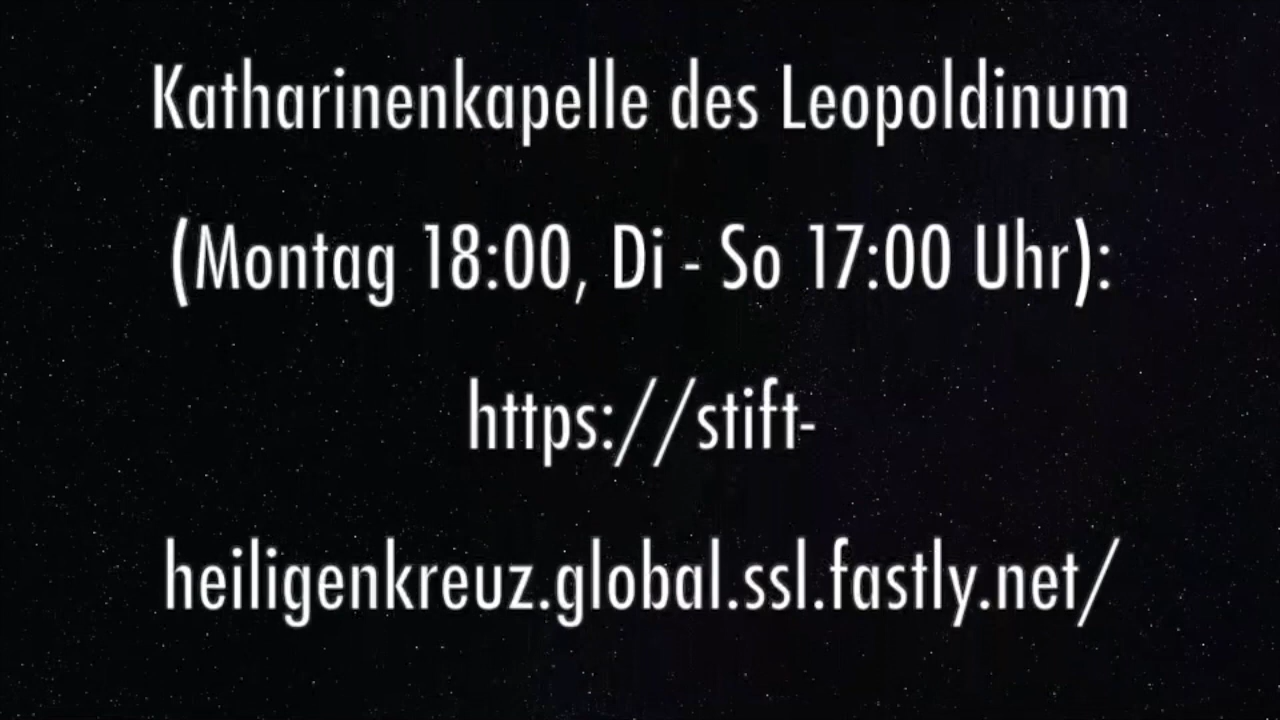 Katharinenkapelle des Leopoldinum
(Montag 18:00, Di - So 17:00 Uhr):
https://stift-
heiligenkreuz.global.ssl.fastly.net/